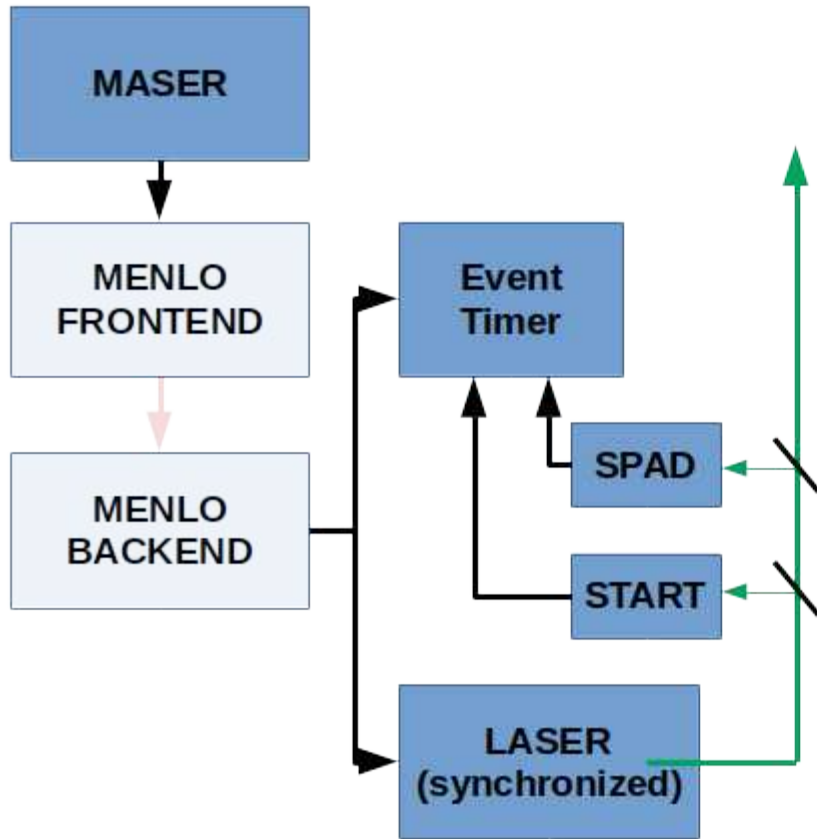 MASER
MENLO
FRONTEND
MENLO
BACKEND
Event
Timer
SPAD
START
LASER
(synchronized)